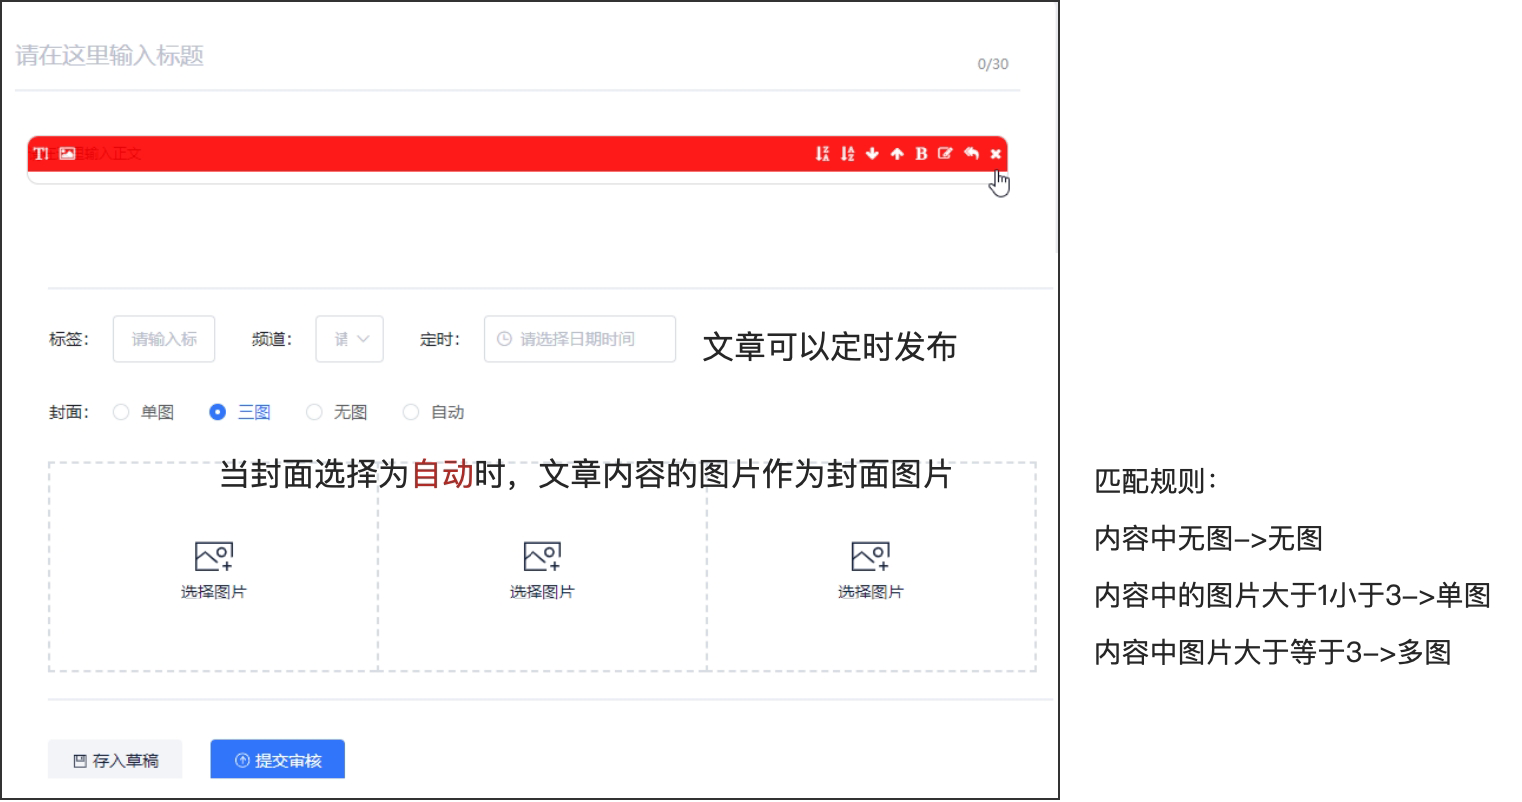 请在这里输入标题
0/30
里输入正文
标签：
请输入标
频道：
请
定时：
请选择日期时间
文章可以定时发布
封面：
单图
三图
无图
自动
当封面选择为自动时，文章内容的图片作为封面图片
选择图片
选择图片
选择图片
匹配规则：
内容中无图->无图
内容中的图片大于1小于3->单图
内容中图片大于等于3->多图
存入草稿
提交审核